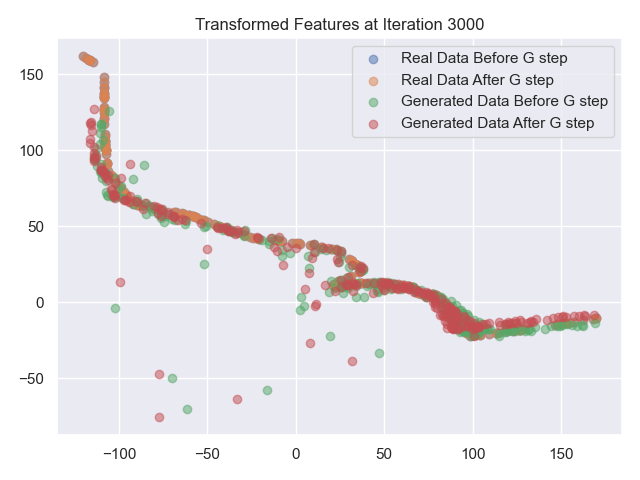 Transformed Features at Iteration 3000
Real Data Before G step
Real Data After G step
Generated Data Before G step
Generated Data After G step
150
100
50
0
−50
−100
−50
0
50
100
150